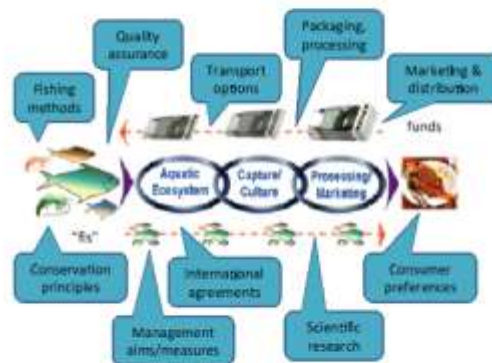 Quality
assurance
Packaging,
processing
Fishing
methods
Transport
options
Marketing &
distribution
funds
Aquatic
Ecosystem
Capture/
Culture
Processing/
Marketing
Conservation
principles
International
agreements
Consumer
preferences
Management
aims/measures
Scientific
research